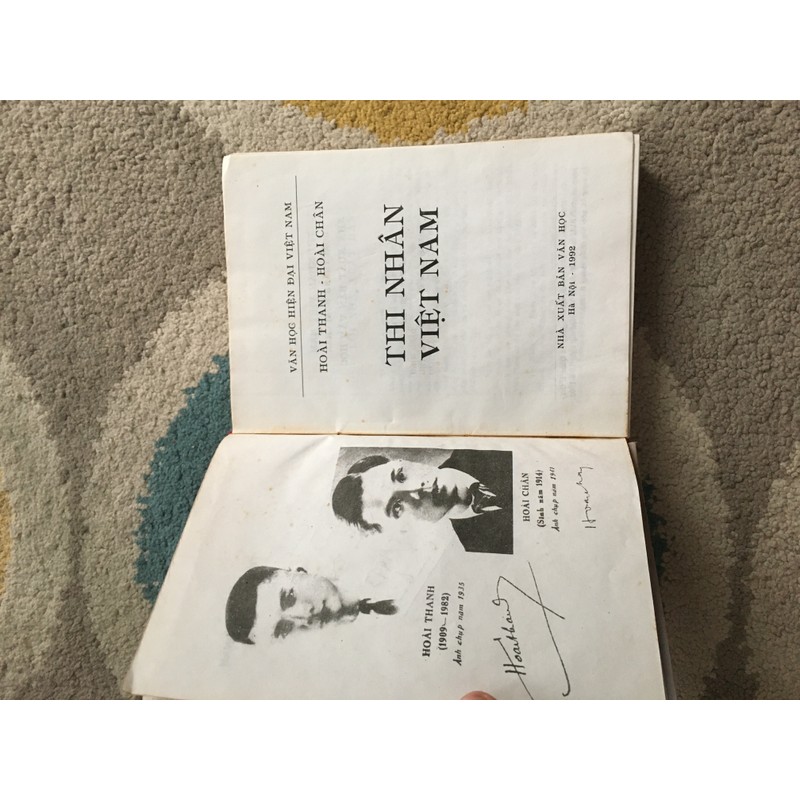 VĂN HỌC HIỆN ĐẠI VIỆT NAM
HOÀI THANH - HOÀI CHÂN
THI NHÂN
VIỆT NAM
NHÀ XUẤT BẢN VĂN HỌC
Hà Nội - 1992
HOÀI CHÂN
(Sinh năm 1914)
Ảnh chụp năm 1941
HOÀI THANH
(1909 - 1982)
Ảnh chụp năm 1935
Hoài Thanh